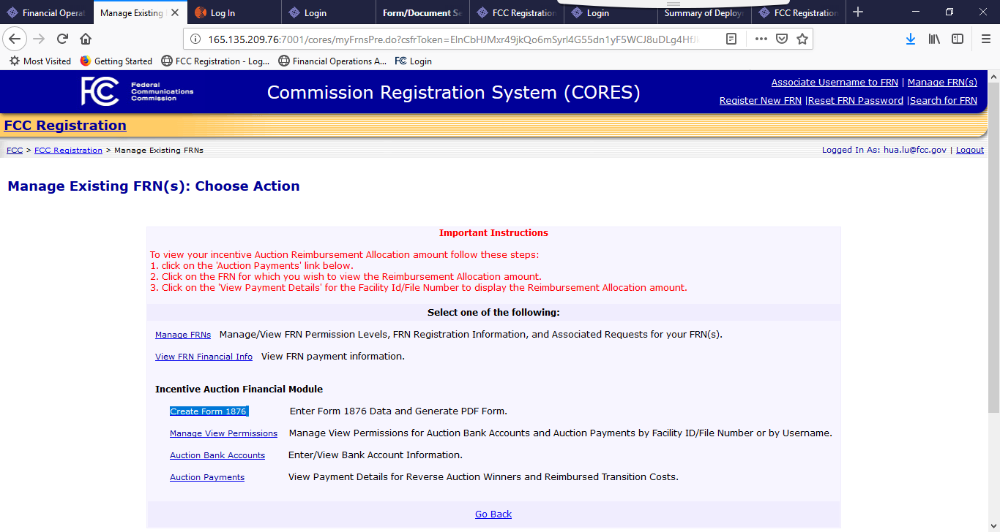 Financial Operat
Manage Existing
Log In
Login
Form/Document Se
FCC Registration
Login
Summary of Deploy
FCC Registration
165.135.209.76:7001/cores/myFrnsPre.do?csfrToken=
Most Visited
Getting Started
FCC Registration - Log...
Financial Operations A...
Login
FCC Federal
Communications
Commission
Commission Registration System (CORES)
Associate Username to FRN | Manage FRN(s)
Register New FRN |Reset FRN Password |Search for FRN
FCC Registration
FCC > FCC Registration > Manage Existing FRNs
Logged In As: hua.lu@fcc.gov | Logout
Manage Existing FRN(s): Choose Action
Important Instructions
To view your incentive Auction Reimbursement Allocation amount follow these steps:
1. click on the 'Auction Payments' link below.
2. Click on the FRN for which you wish to view the Reimbursement Allocation amount.
3. Click on the 'View Payment Details' for the Facility Id/File Number to display the Reimbursement Allocation amount.
Select one of the following:
Manage FRNs Manage/View FRN Permission Levels, FRN Registration Information, and Associated Requests for your FRN(s).
View FRN Financial Info View FRN payment information.
Incentive Auction Financial Module
Create Form 1876 Enter Form 1876 Data and Generate PDF Form.
Manage View Permissions Manage View Permissions for Auction Bank Accounts and Auction Payments by Facility ID/File Number or by Username.
Auction Bank Accounts Enter/View Bank Account Information.
Auction Payments View Payment Details for Reverse Auction Winners and Reimbursed Transition Costs.
Go Back